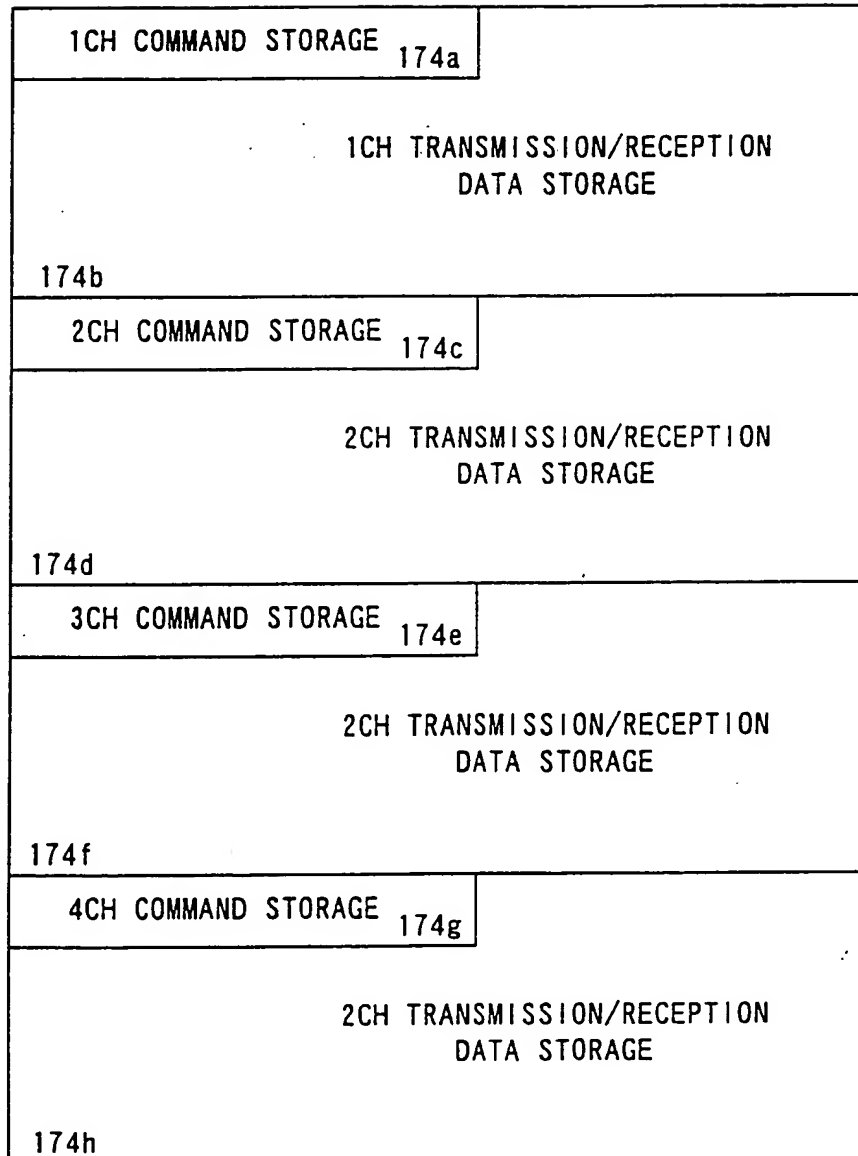 1CH COMMAND STORAGE 174a
1CH TRANSMISSION/RECEPTION
DATA STORAGE
174b
2CH COMMAND STORAGE 174c
2CH TRANSMISSION/RECEPTION
DATA STORAGE
174d
3CH COMMAND STORAGE 174e
2CH TRANSMISSION/RECEPTION
DATA STORAGE
174f
4CH COMMAND STORAGE 174g
2CH TRANSMISSION/RECEPTION
DATA STORAGE
174h